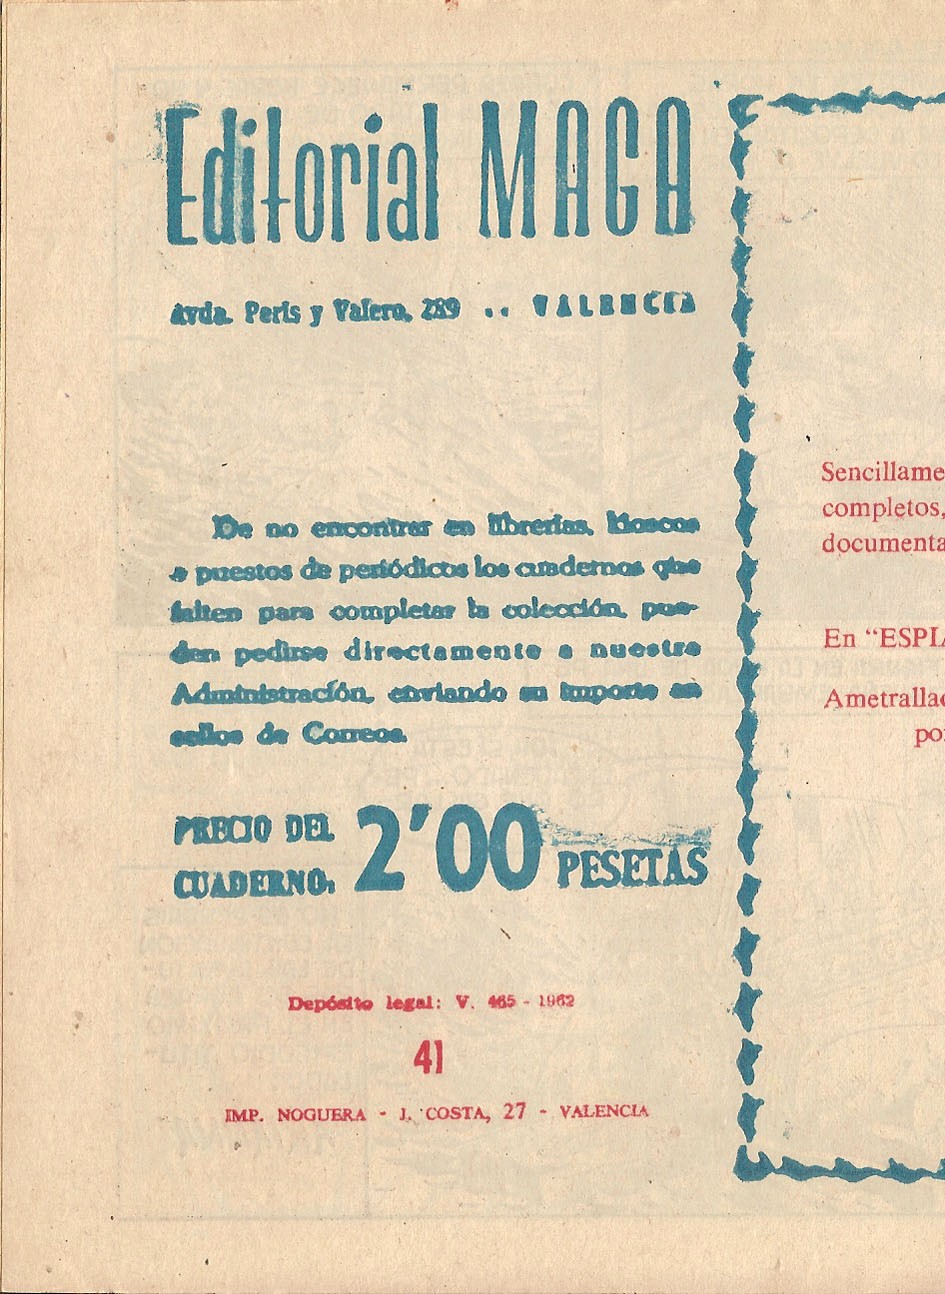 Editorial MAGA
Avda. Peris y Valero, 289 .. VALENCIA
De no encontrar en librerías, kioscos
o puestos de periódicos los cuadernos que
falten para completar la colección, pue-
den pedirse directamente a nuestra
Administración, enviando su importe en
sellos de Correos.
PRECIO DEL
CUADERNO: 2'00 PESETAS
Depósito legal: V. 465 - 1962
41
IMP. NOGUERA - J. COSTA, 27 - VALENCIA
Sencillame
completos,
documenta
En “ESPIA
Ametrallad
por